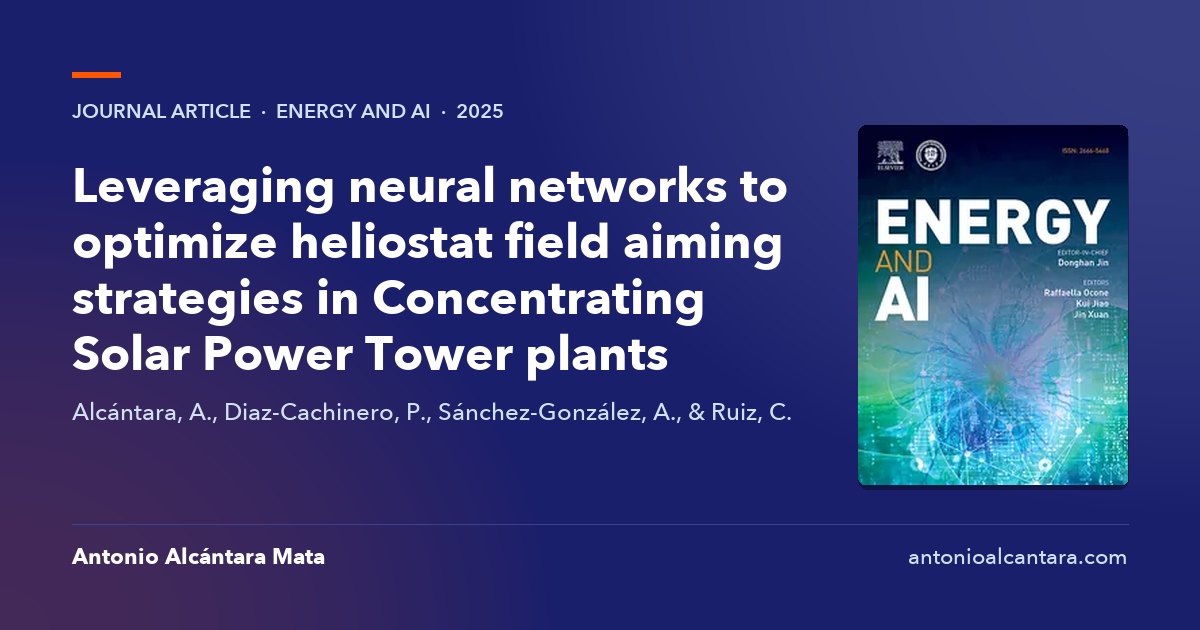 JOURNAL ARTICLE · ENERGY AND AI · 2025
Leveraging neural networks to
optimize heliostat field aiming
strategies in Concentrating
Solar Power Tower plants
Alcántara, A., Diaz-Cachinero, P., Sánchez-González, A., & Ruiz, C.
ELSEVIER
ISSN: 2666-5468
ENERGY
AND
AI
EDITOR-IN-CHIEF
Donghan Jin
EDITORS
Raffaella Ocone
Kui Jiao
Jin Xuan
Antonio Alcántara Mata
antonioalcantara.com